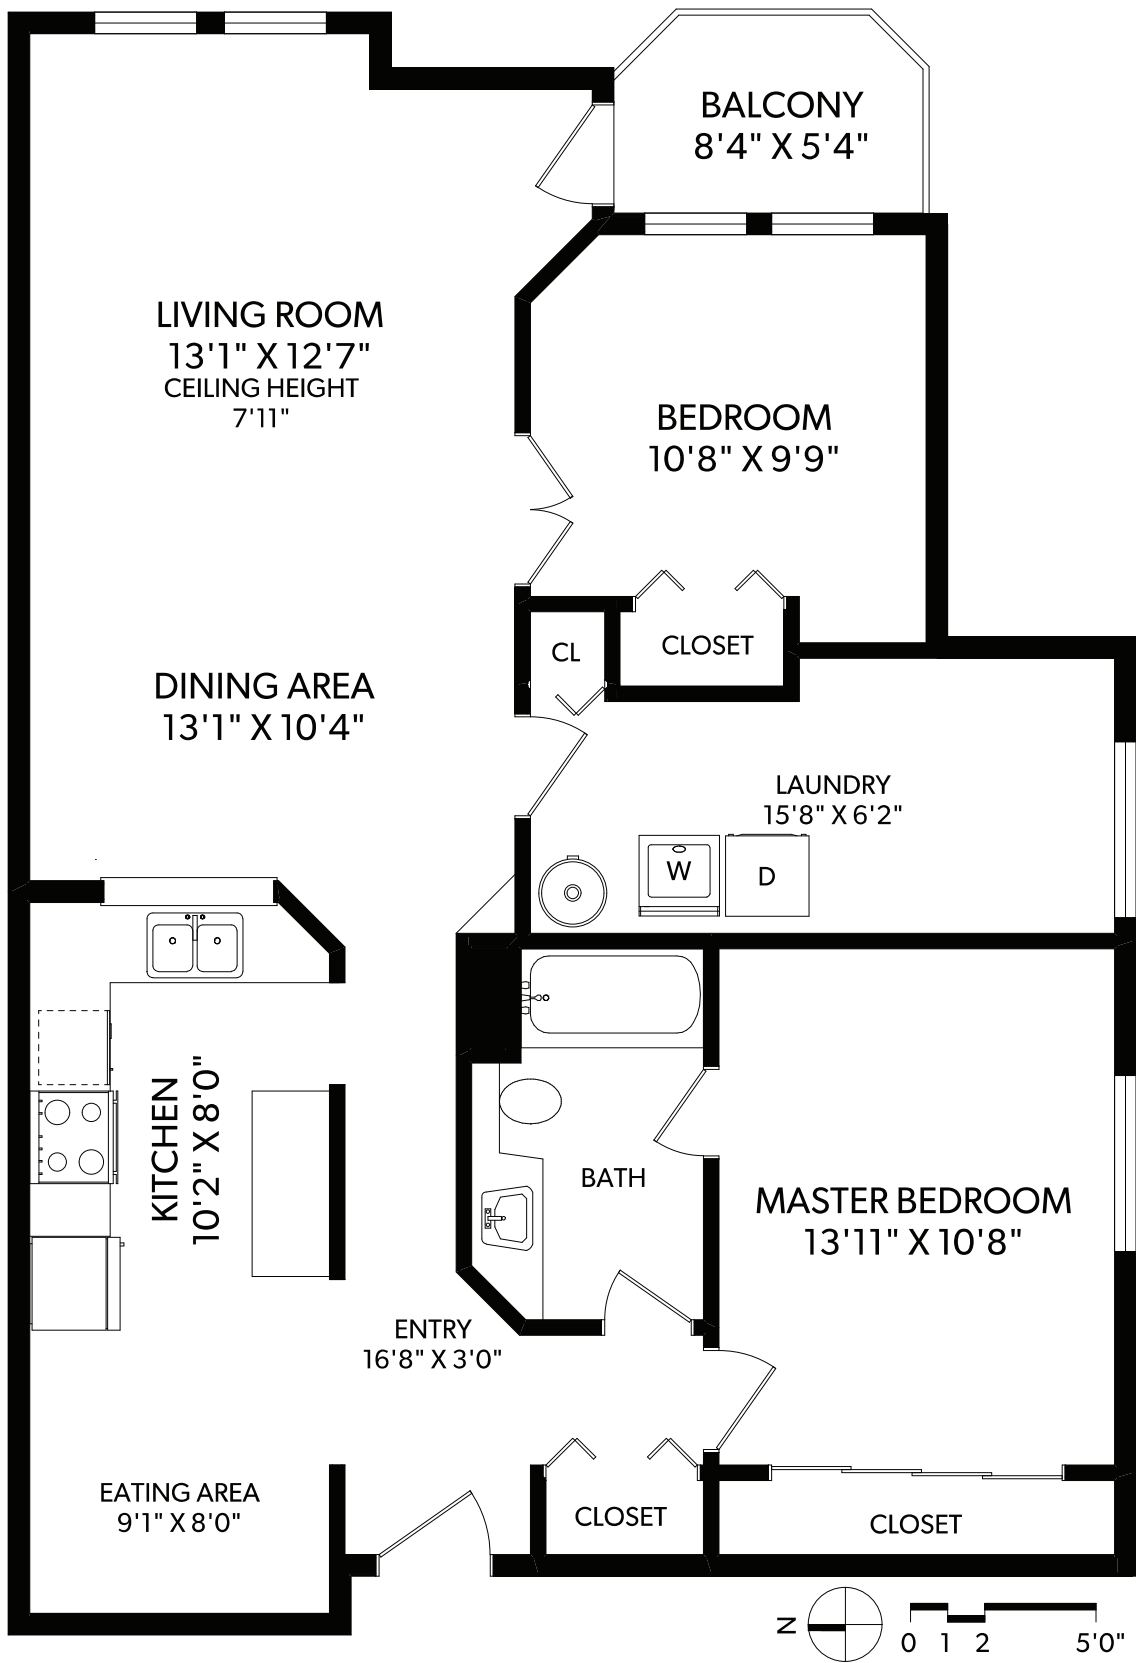 BALCONY
8'4" X 5'4"
LIVING ROOM
13'1" X 12'7"
CEILING HEIGHT
7'11"
BEDROOM
10'8" X 9'9"
CL
CLOSET
DINING AREA
13'1" X 10'4"
LAUNDRY
15'8" X 6'2"
W
D
KITCHEN
10'2" X 8'0"
BATH
MASTER BEDROOM
13'11" X 10'8"
ENTRY
16'8" X 3'0"
EATING AREA
9'1" X 8'0"
CLOSET
CLOSET
N
0 1 2 5'0"